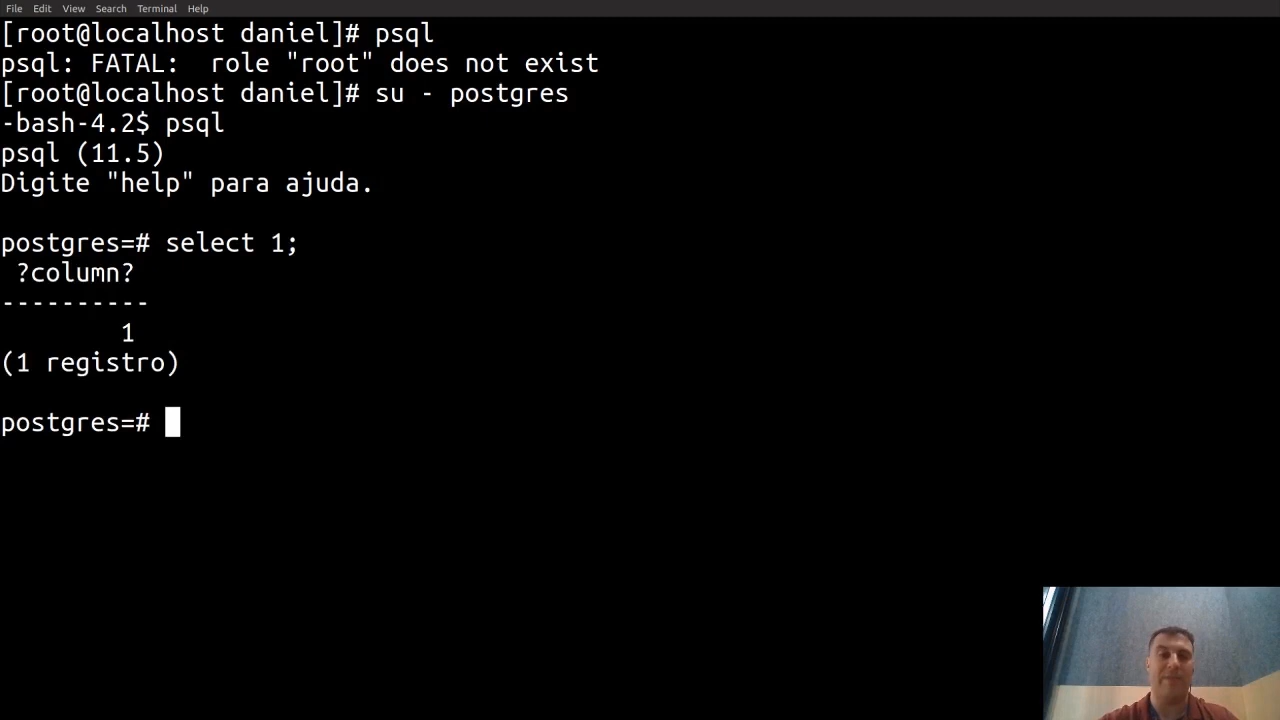 File Edit View Search Terminal Help
[root@localhost daniel]# psql
psql: FATAL:  role "root" does not exist
[root@localhost daniel]# su - postgres
-bash-4.2$ psql
psql (11.5)
Digite "help" para ajuda.
postgres=# select 1;
 ?column?
----------
        1
(1 registro)
postgres=#